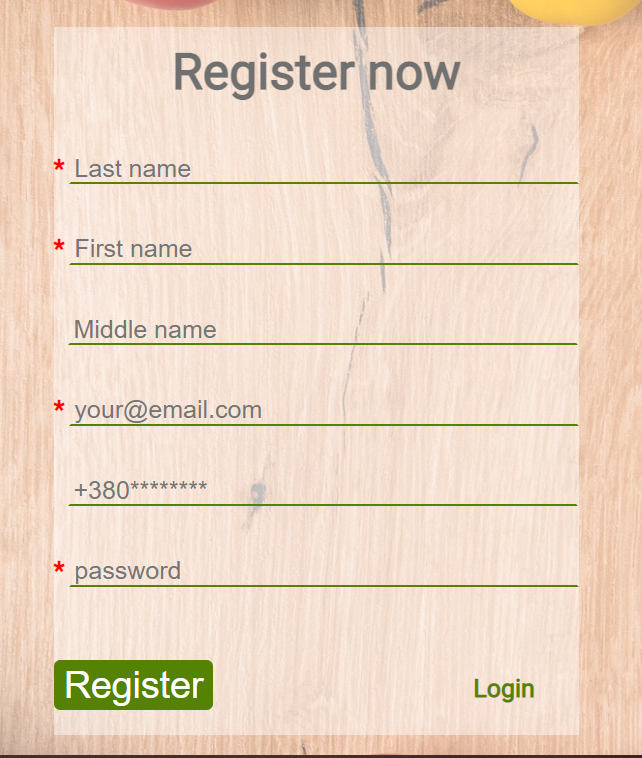 Register now
* Last name
* First name
Middle name
* your@email.com
+380********
* password
Register
Login